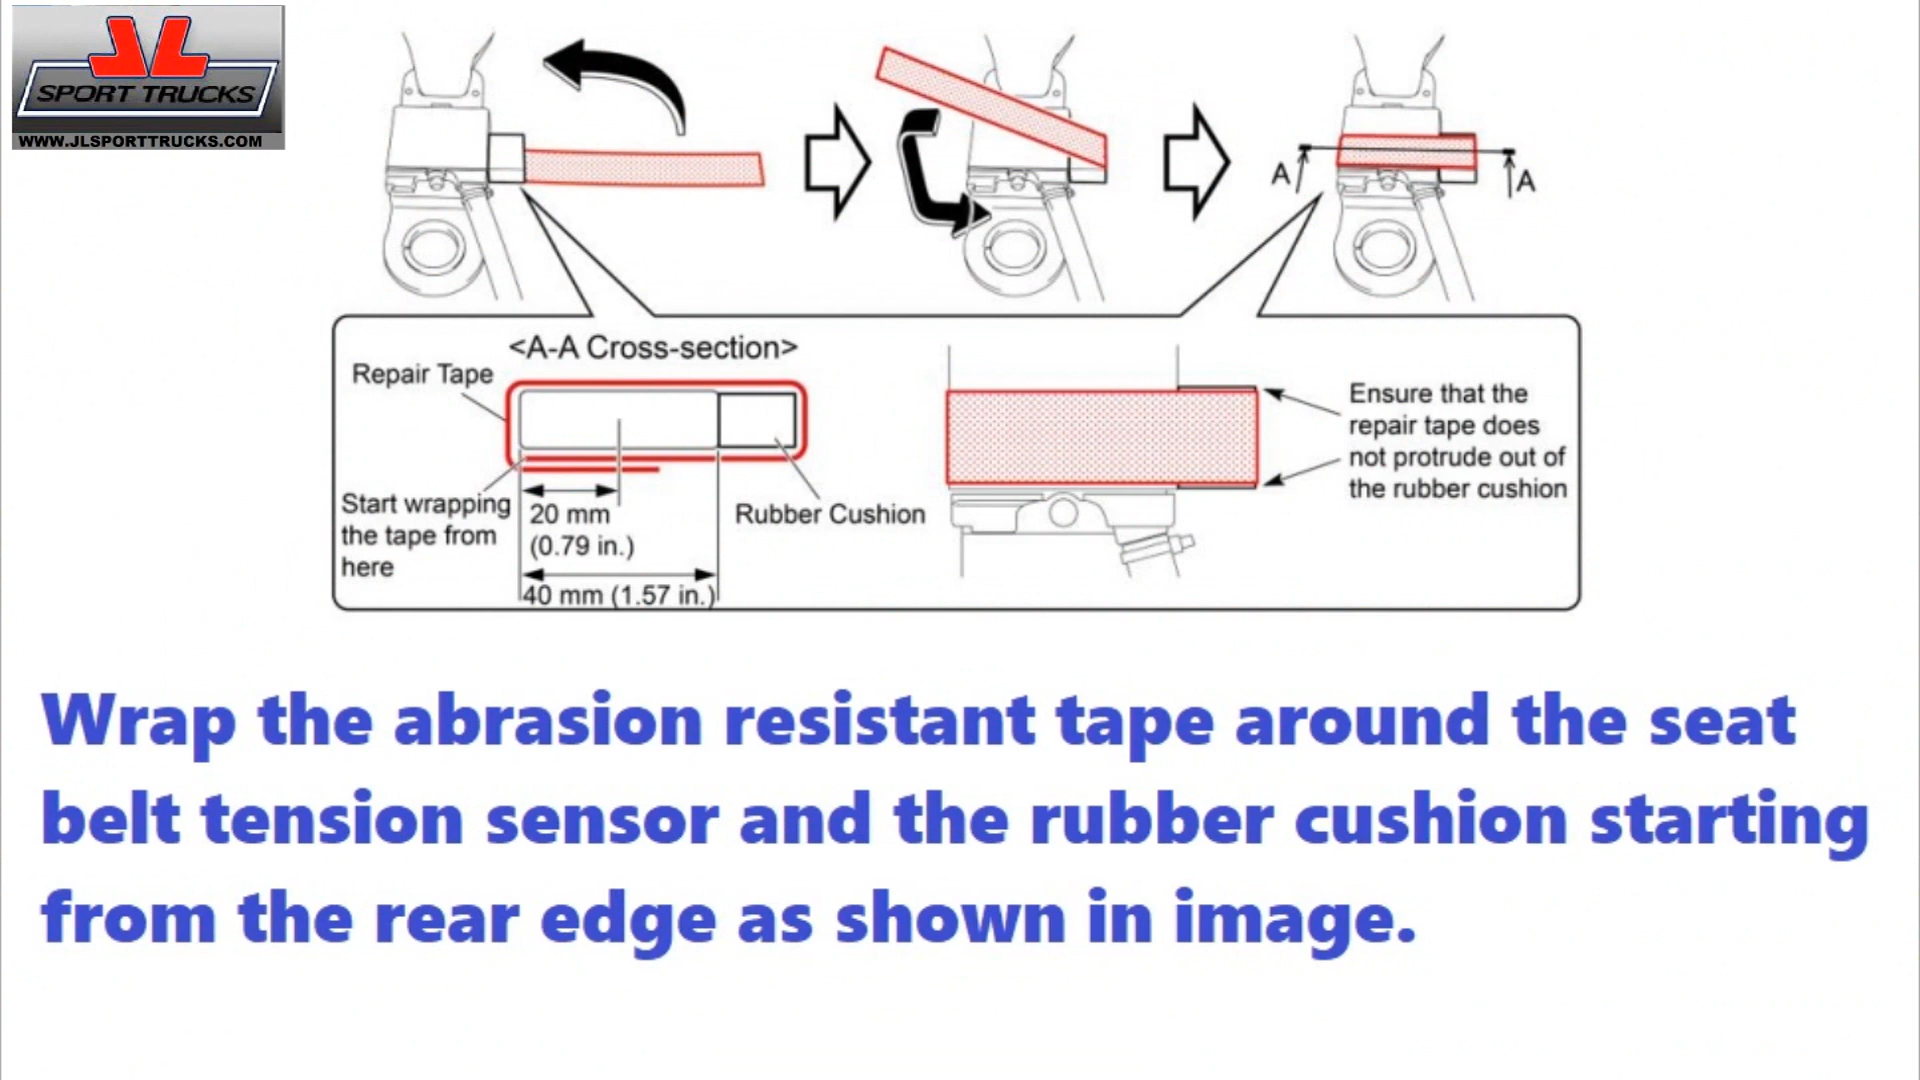 JL
SPORT TRUCKS
WWW.JLSPORTTRUCKS.COM
A
A
<A-A Cross-section>
Repair Tape
Start wrapping
the tape from
here
20 mm
(0.79 in.)
40 mm (1.57 in.)
Rubber Cushion
Ensure that the
repair tape does
not protrude out of
the rubber cushion
Wrap the abrasion resistant tape around the seat
belt tension sensor and the rubber cushion starting
from the rear edge as shown in image.